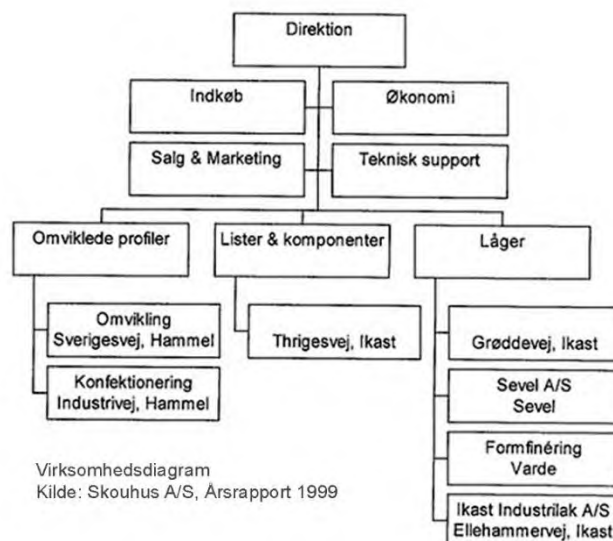 Direktion
Indkøb
Økonomi
Salg & Marketing
Teknisk support
Omviklede profiler
Lister & komponenter
Låger
Omvikling
Sverigesvej, Hammel
Konfektionering
Industrivej, Hammel
Thrigesvej, Ikast
Grøddevej, Ikast
Sevel A/S
Sevel
Formfinéring
Varde
Ikast Industrilak A/S
Ellehammervej, Ikast
Virksomhedsdiagram
Kilde: Skouhus A/S, Årsrapport 1999